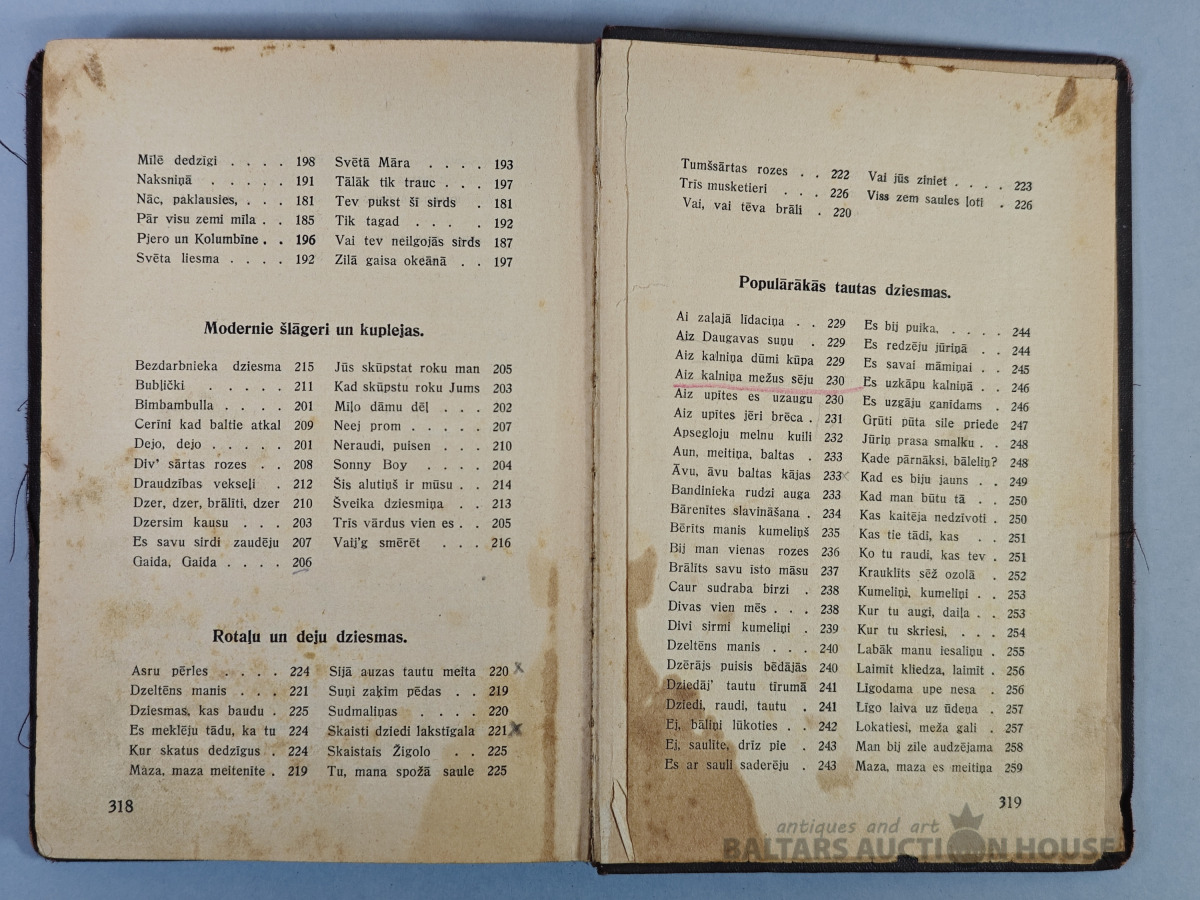 Mīlē dedzīgi . . . . 198
Naksniņā . . . . . 191
Nāc, paklausies, . . . 181
Pār visu zemi mīla . . 185
Pjero un Kolumbine . . 196
Svēta liesma . . . . 192
Svētā Māra . . . . 193
Tālāk tik trauc . . . 197
Tev pukst šī sirds . 181
Tik tagad . . . . 192
Vai tev neilgojās sirds 187
Zilā gaisa okeānā . . 197
Modernie šlāgeri un kuplejas.
Bezdarbnieka dziesma 215
Bubļički . . . . . 211
Bimbambulla . . . . 201
Ceriņi kad baltie atkal 209
Dejo, dejo . . . . . 201
Div' sārtas rozes . . 208
Draudzības vekseļi . 212
Dzer, dzer, brālīti, dzer 210
Dzersim kausu . . . 203
Es savu sirdi zaudēju 207
Gaida, Gaida . . . . 206
Jūs skūpstat roku man 205
Kad skūpstu roku Jums 203
Miļo dāmu dēļ . . . 202
Neej prom . . . . . 207
Neraudi, puisen . . . 210
Sonny Boy . . . . 204
Šis alutiņš ir mūsu . . 214
Šveika dziesmiņa . . 213
Trīs vārdus vien es . . 205
Vaij'g smērēt . . . 216
Rotaļu un deju dziesmas.
Asru pērles . . . . 224
Dzeltēns manis . . . 221
Dziesmas, kas baudu . 225
Es meklēju tādu, ka tu 224
Kur skatus dedzīgus . 224
Maza, maza meitenīte . 219
Sijā auzas tautu meita 220 x
Suņi zaķim pēdas . . 219
Sudmaliņas . . . . 220
Skaisti dziedi lakstīgala 221 x
Skaistais Žigolo . . 225
Tu, mana spožā saule 225
318
Tumšsārtas rozes . . 222
Trīs musketieri . . . 226
Vai, vai tēva brāli . 220
Vai jūs ziniet . . . . 223
Viss zem saules ļoti . 226
Populārākās tautas dziesmas.
Ai zaļajā līdaciņa . . 229
Aiz Daugavas suņu . 229
Aiz kalniņa dūmi kūpa 229
Aiz kalniņa mežus sēju 230
Aiz upītes es uzaugu 230
Aiz upītes jēri brēca . 231
Apsegloju melnu kuili 232
Aun, meitiņa, baltas . 233
Āvu, āvu baltas kājas 233 x
Bandinieka rudzi auga 233
Bārenītes slavināšana . 234
Bērīts manis kumeliņš 235
Bij man vienas rozes 236
Brālīts savu īsto māsu 237
Caur sudraba birzi . 238
Divas vien mēs . . . 238
Divi sirmi kumeliņi . 239
Dzeltēns manis . . . 240
Dzērājs puisis bēdājās 240
Dziedāj' tautu tīrumā 241
Dziedi, raudi, tautu . 241
Ej, bāliņi lūkoties . . 242
Ej, saulīte, drīz pie . 243
Es ar sauli saderēju . 243
Es bij puika, . . . . 244
Es redzēju jūriņā . . 244
Es savai māmiņai . . 245
Es uzkāpu kalniņā . . 246
Es uzgāju ganīdams . 246
Gŗūti pūta sile priede 247
Jūriņ prasa smalku . . 248
Kade pārnāksi, bāleliņ? 248
Kad es biju jauns . . 249
Kad man būtu tā . . 250
Kas kaitēja nedzīvoti . 250
Kas tie tādi, kas . . 251
Ko tu raudi, kas tev . 251
Krauklīts sēž ozolā . 252
Kumeliņi, kumeliņi . . 253
Kur tu augi, daiļa . . 253
Kur tu skriesi, . . . 254
Labāk manu iesaliņu . 255
Laimīt kliedza, laimīt . 256
Līgodama upe nesa . 256
Līgo laiva uz ūdeņa . 257
Lokatiesi, meža gali . 257
Man bij zīle audzējama 258
Maza, maza es meitiņa 259
319
antiques and art
BALTARS AUCTION HOUSE